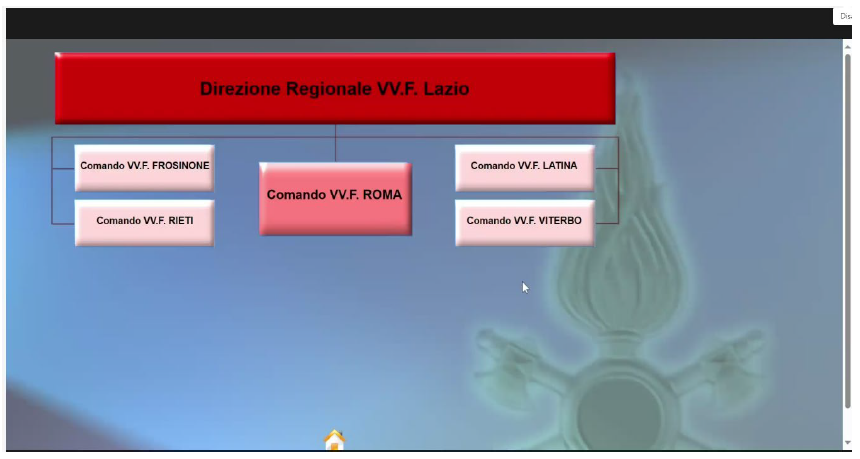 Disa
Direzione Regionale VV.F. Lazio
Comando VV.F. FROSINONE
Comando VV.F. LATINA
Comando VV.F. ROMA
Comando VV.F. RIETI
Comando VV.F. VITERBO